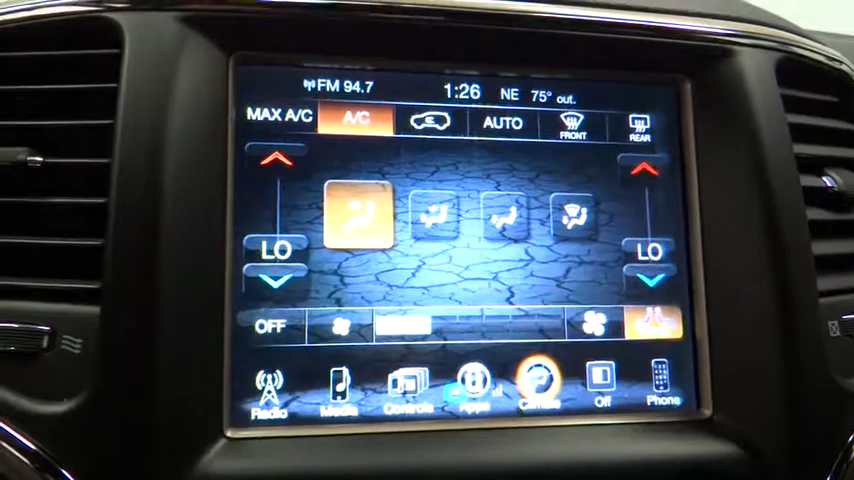 FM 94.7 1:26 NE 75° out.
MAX A/C A/C AUTO FRONT REAR
LO LO
OFF
Radio Media Controls Apps Climate Off Phone